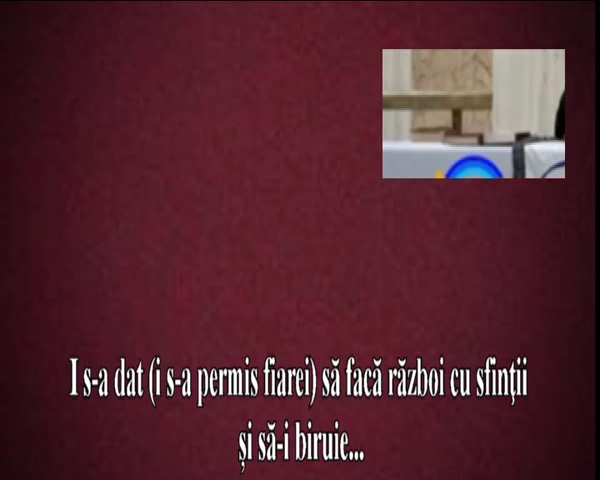 I s-a dat (i s-a permis fiarei) să facă război cu sfinții
și să-i biruie...